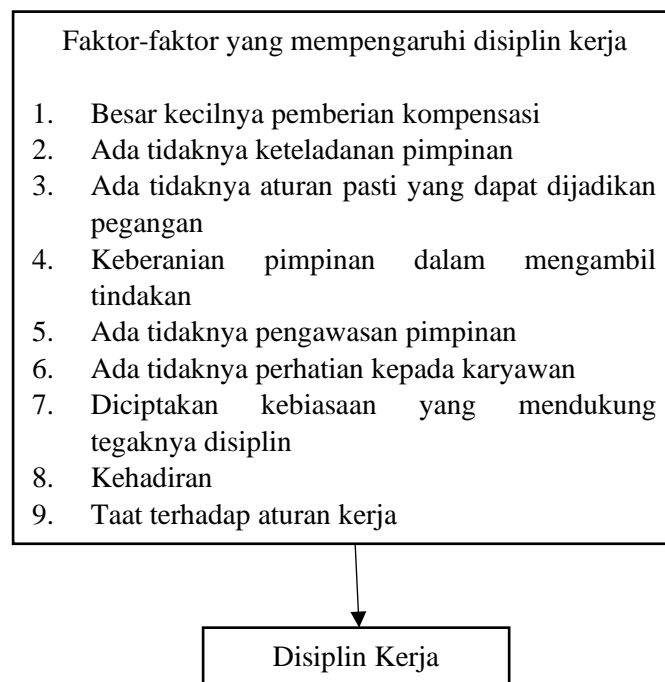 Faktor-faktor yang mempengaruhi disiplin kerja
1. Besar kecilnya pemberian kompensasi
2. Ada tidaknya keteladanan pimpinan
3. Ada tidaknya aturan pasti yang dapat dijadikan
pegangan
4. Keberanian pimpinan dalam mengambil
tindakan
5. Ada tidaknya pengawasan pimpinan
6. Ada tidaknya perhatian kepada karyawan
7. Diciptakan kebiasaan yang mendukung
tegaknya disiplin
8. Kehadiran
9. Taat terhadap aturan kerja
Disiplin Kerja